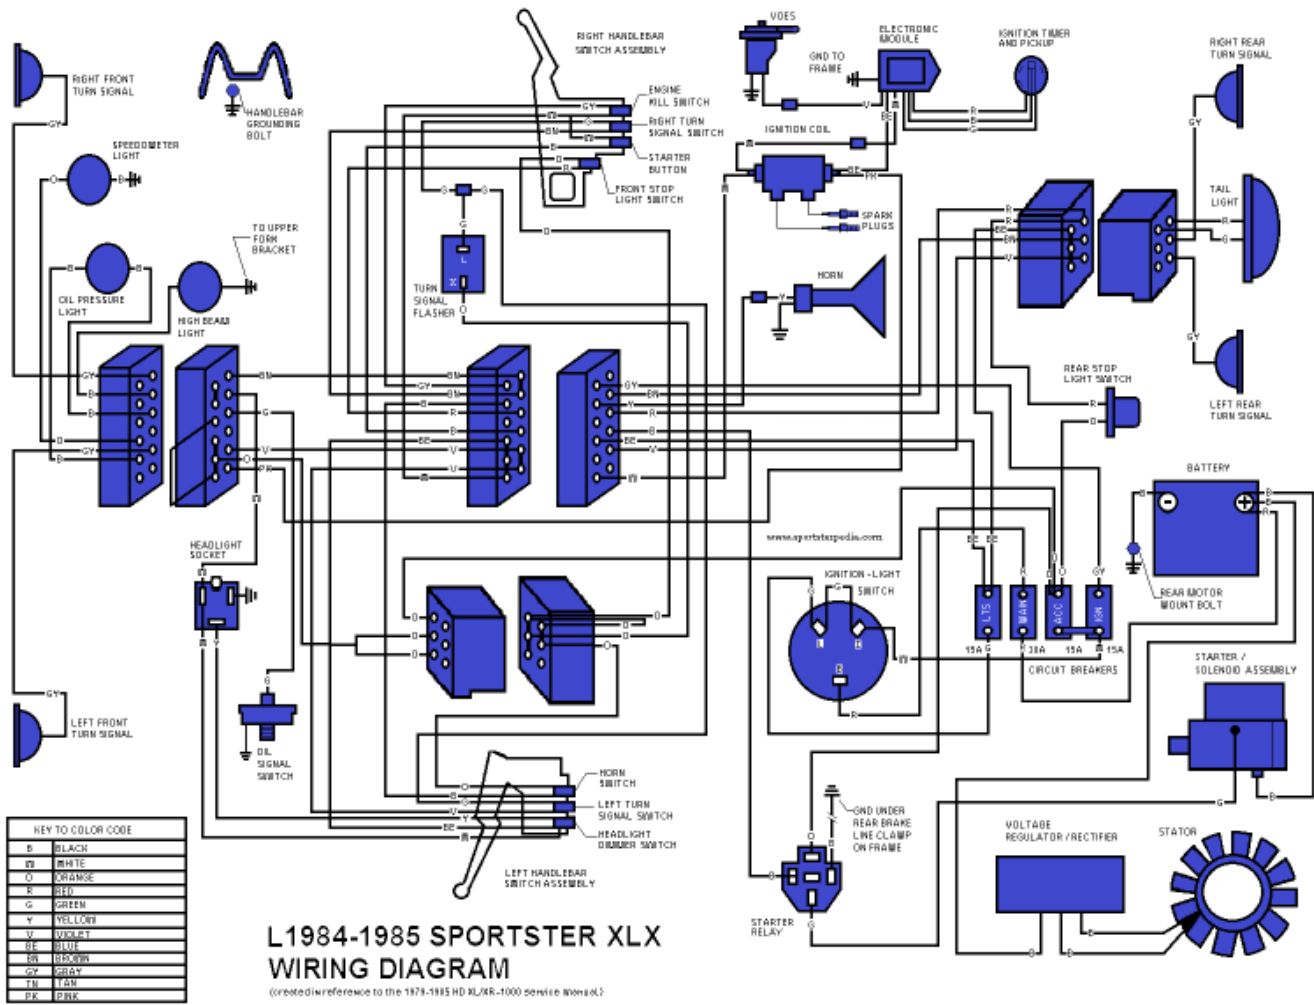 RIGHT FRONT
TURN SIGNAL
HANDLEBAR
GROUNDING
BOLT
RIGHT HANDLEBAR
SWITCH ASSEMBLY
ENGINE
KILL SWITCH
RIGHT TURN
SIGNAL SWITCH
STARTER
BUTTON
FRONT STOP
LIGHT SWITCH
VOES
GND TO
FRAME
ELECTRONIC
MODULE
IGNITION TIMER
AND PICKUP
RIGHT REAR
TURN SIGNAL
SPEEDOMETER
LIGHT
IGNITION COIL
SPARK
PLUGS
TAIL
LIGHT
TO UPPER
FORK
BRACKET
OIL PRESSURE
LIGHT
HIGH BEAM
LIGHT
TURN
SIGNAL
FLASHER
L
X
HORN
REAR STOP
LIGHT SWITCH
LEFT REAR
TURN SIGNAL
BATTERY
REAR MOTOR
MOUNT BOLT
www.sportsterpedia.com
HEADLIGHT
SOCKET
IGNITION-LIGHT
SWITCH
LTS
MAIN
ACC
IGN
15A
30A
15A
15A
CIRCUIT BREAKERS
STARTER /
SOLENOID ASSEMBLY
LEFT FRONT
TURN SIGNAL
OIL
SIGNAL
SWITCH
HORN
SWITCH
LEFT TURN
SIGNAL SWITCH
HEADLIGHT
DIMMER SWITCH
LEFT HANDLEBAR
SWITCH ASSEMBLY
GND UNDER
REAR BRAKE
LINE CLAMP
ON FRAME
STARTER
RELAY
VOLTAGE
REGULATOR/RECTIFIER
STATOR
KEY TO COLOR CODE
B BLACK
W WHITE
O ORANGE
R RED
G GREEN
Y YELLOW
V VIOLET
BE BLUE
BN BROWN
GY GRAY
TN TAN
PK PINK
L1984-1985 SPORTSTER XLX
WIRING DIAGRAM
(created in reference to the 1979-1985 HD XL/XR-1000 service manual)